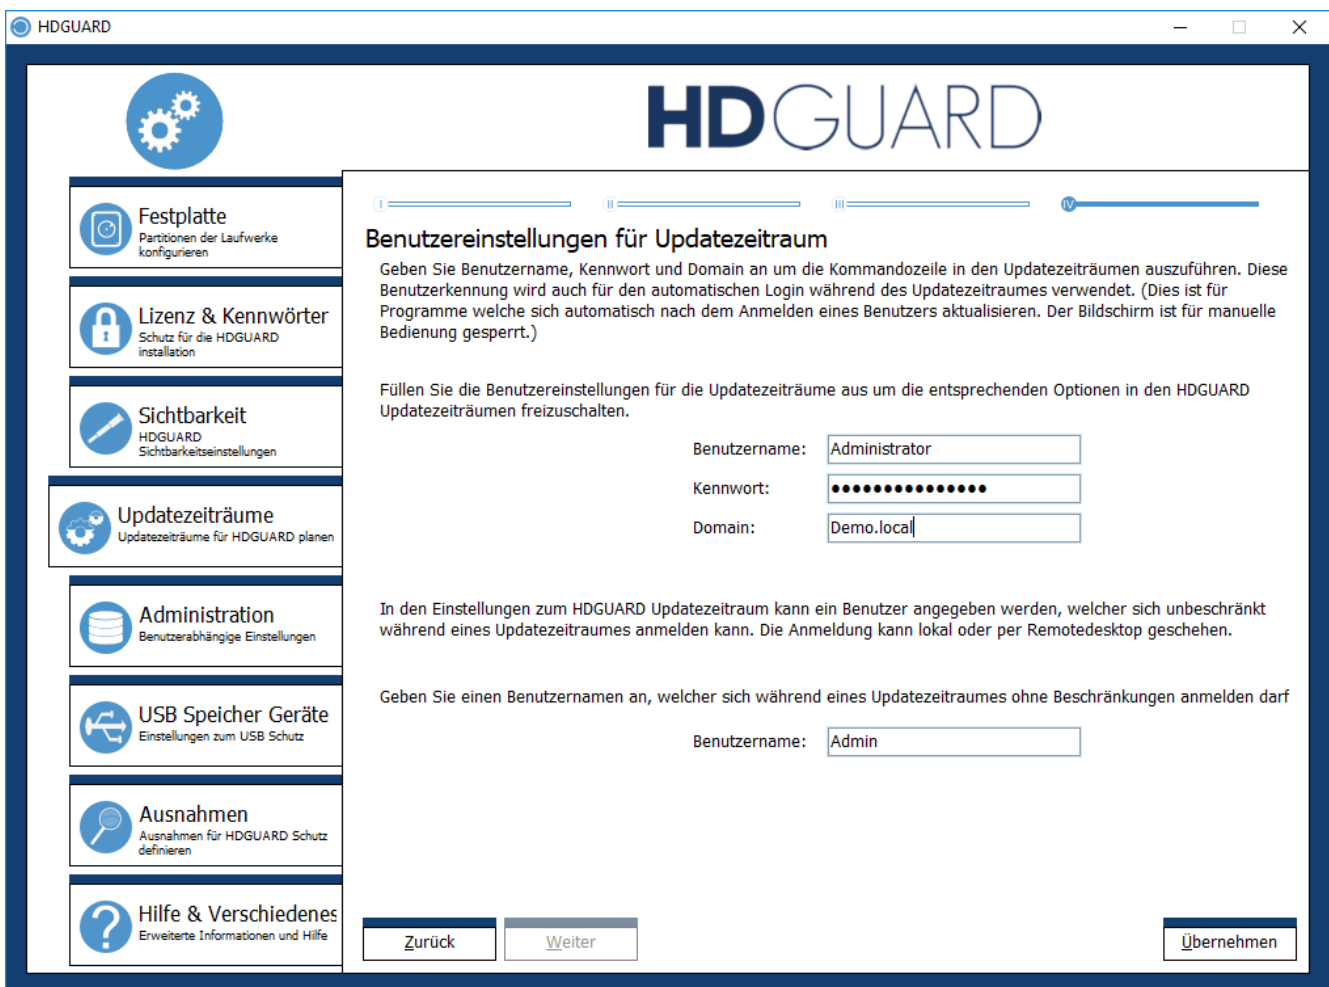 HDGUARD
HDGUARD
Festplatte
Partitionen der Laufwerke
konfigurieren
Lizenz & Kennwörter
Schutz für die HDGUARD
installation
Sichtbarkeit
HDGUARD
Sichtbarkeitseinstellungen
Updatezeiträume
Updatezeiträume für HDGUARD planen
Administration
Benutzerabhängige Einstellungen
USB Speicher Geräte
Einstellungen zum USB Schutz
Ausnahmen
Ausnahmen für HDGUARD Schutz
definieren
Hilfe & Verschiedenes
Erweiterte Informationen und Hilfe
I II III IV
Benutzereinstellungen für Updatezeitraum
Geben Sie Benutzername, Kennwort und Domain an um die Kommandozeile in den Updatezeiträumen auszuführen. Diese
Benutzerkennung wird auch für den automatischen Login während des Updatezeitraumes verwendet. (Dies ist für
Programme welche sich automatisch nach dem Anmelden eines Benutzers aktualisieren. Der Bildschirm ist für manuelle
Bedienung gesperrt.)
Füllen Sie die Benutzereinstellungen für die Updatezeiträume aus um die entsprechenden Optionen in den HDGUARD
Updatezeiträumen freizuschalten.
Benutzername: Administrator
Kennwort: ●●●●●●●●●●●●●●●
Domain: Demo.local
In den Einstellungen zum HDGUARD Updatezeitraum kann ein Benutzer angegeben werden, welcher sich unbeschränkt
während eines Updatezeitraumes anmelden kann. Die Anmeldung kann lokal oder per Remotedesktop geschehen.
Geben Sie einen Benutzernamen an, welcher sich während eines Updatezeitraumes ohne Beschränkungen anmelden darf
Benutzername: Admin
Zurück Weiter Übernehmen